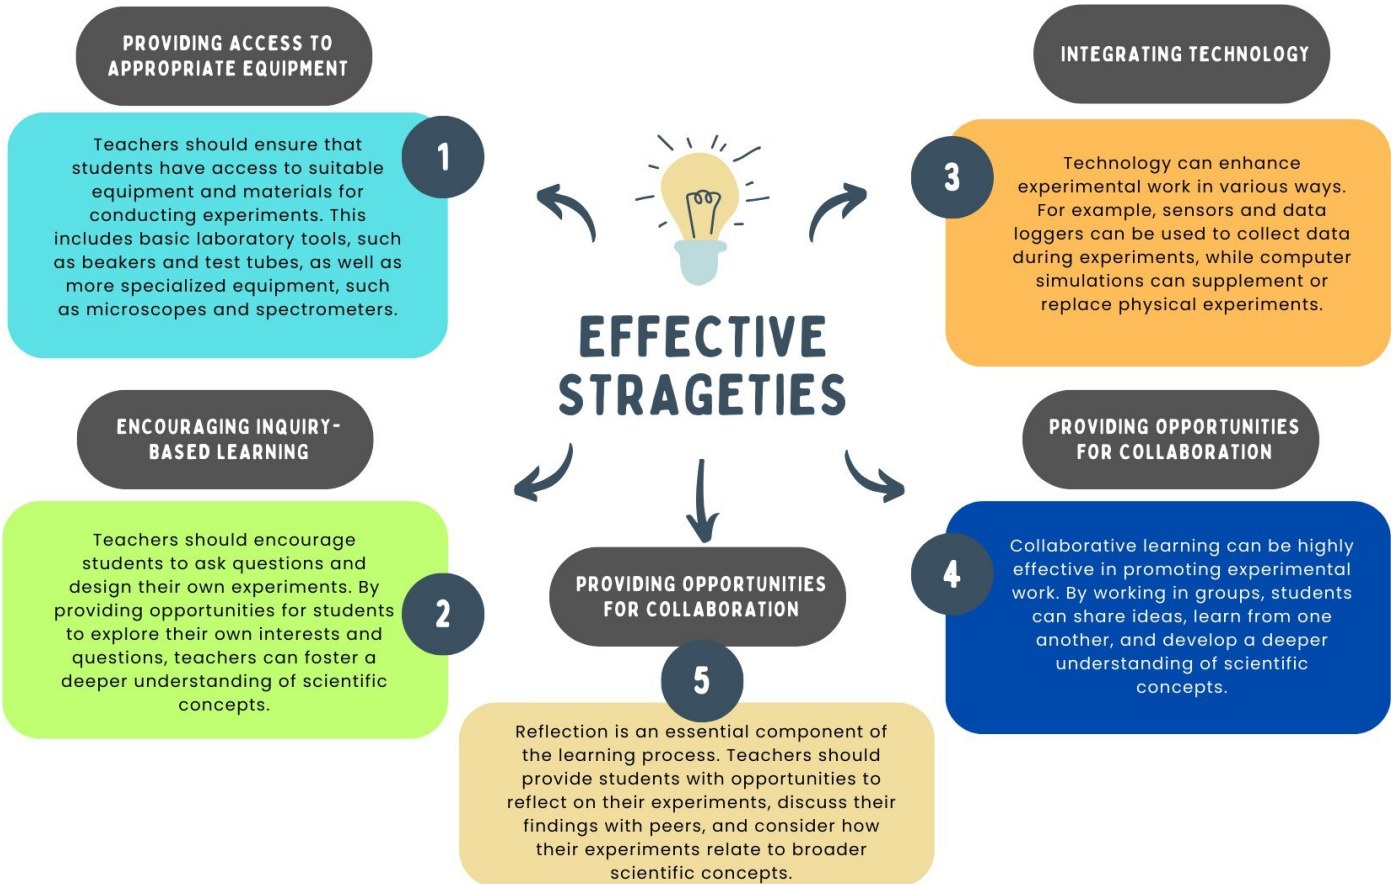 PROVIDING ACCESS TO
APPROPRIATE EQUIPMENT
1
Teachers should ensure that
students have access to suitable
equipment and materials for
conducting experiments. This
includes basic laboratory tools, such
as beakers and test tubes, as well as
more specialized equipment, such
as microscopes and spectrometers.
ENCOURAGING INQUIRY-
BASED LEARNING
2
Teachers should encourage
students to ask questions and
design their own experiments. By
providing opportunities for students
to explore their own interests and
questions, teachers can foster a
deeper understanding of scientific
concepts.
EFFECTIVE
STRAGETIES
INTEGRATING TECHNOLOGY
3
Technology can enhance
experimental work in various ways.
For example, sensors and data
loggers can be used to collect data
during experiments, while computer
simulations can supplement or
replace physical experiments.
PROVIDING OPPORTUNITIES
FOR COLLABORATION
4
Collaborative learning can be highly
effective in promoting experimental
work. By working in groups, students
can share ideas, learn from one
another, and develop a deeper
understanding of scientific
concepts.
PROVIDING OPPORTUNITIES
FOR COLLABORATION
5
Reflection is an essential component of
the learning process. Teachers should
provide students with opportunities to
reflect on their experiments, discuss their
findings with peers, and consider how
their experiments relate to broader
scientific concepts.